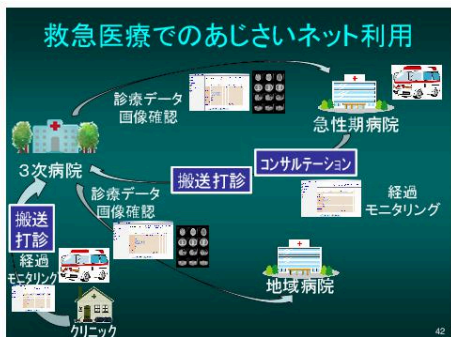 救急医療でのあじさいネット利用
診療データ
画像確認
急性期病院
3次病院
コンサルテーション
搬送打診
診療データ
画像確認
経過
モニタリング
搬送
打診
経過
モニタリング
地域病院
クリニック
42